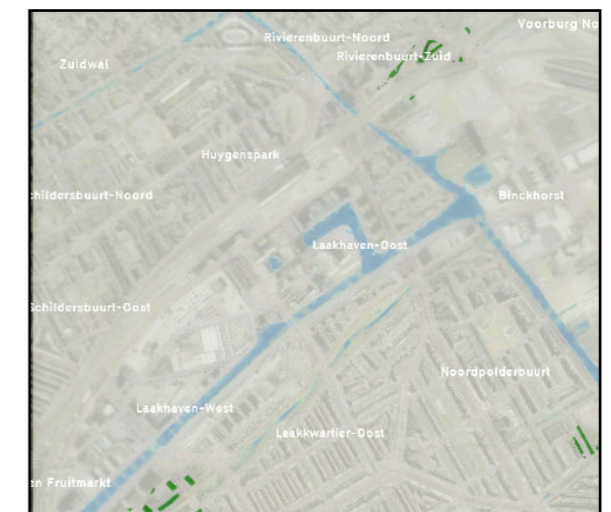 Voorburg No
Rivierenbuurt-Noord
Rivierenbuurt-Zuid
Zuidwal
Huygenspark
childersbuurt-Noord
Binckhorst
Laakhaven-Oost
Schildersbuurt-Oost
Noordpolderbuurt
Laakhaven-West
Laakkwartier-Oost
en Fruitmarkt